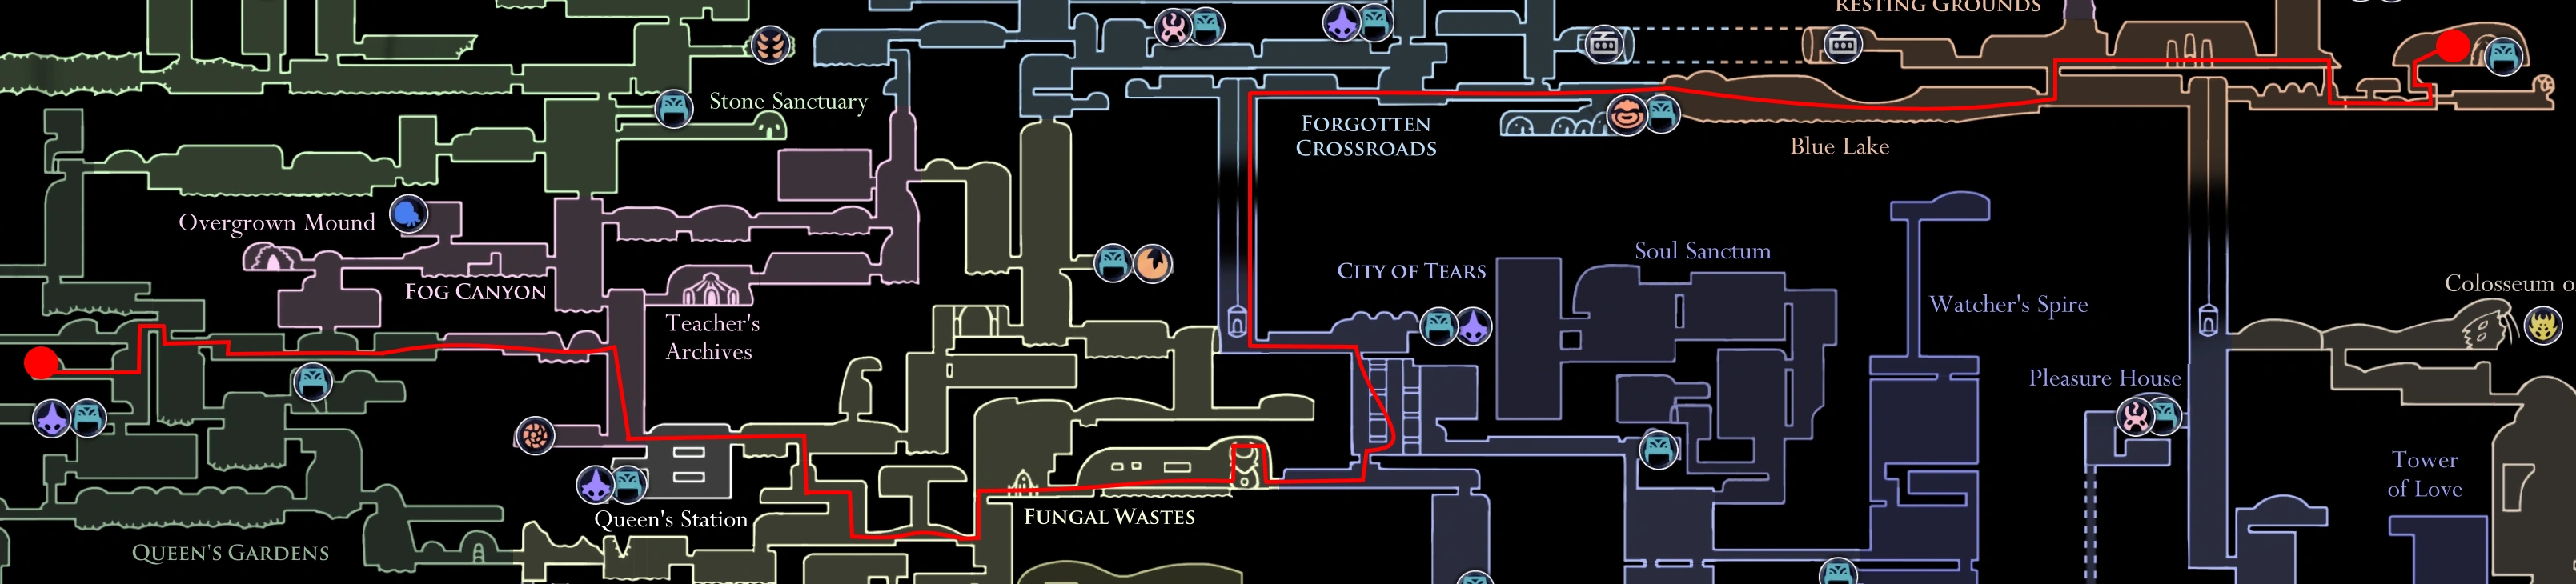 RESTING GROUNDS
Stone Sanctuary
FORGOTTEN
CROSSROADS
Blue Lake
Overgrown Mound
FOG CANYON
Teacher's
Archives
CITY OF TEARS
Soul Sanctum
Watcher's Spire
Colosseum o
Pleasure House
Tower
of Love
Queen's Station
FUNGAL WASTES
QUEEN'S GARDENS